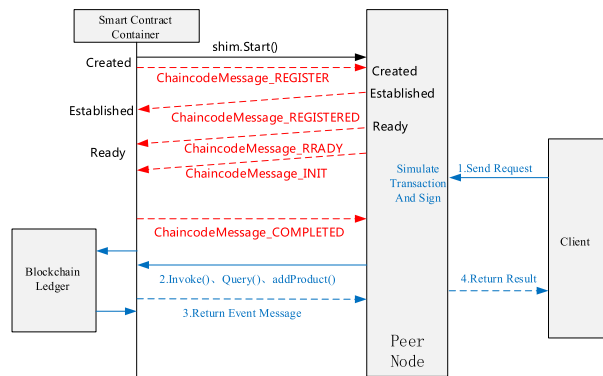 Smart Contract
Container
shim.Start()
Created
ChaincodeMessage_REGISTER
Created
Established
Established
ChaincodeMessage_REGISTERED
Ready
Ready
ChaincodeMessage_RRADY
ChaincodeMessage_INIT
Simulate
Transaction
And Sign
1.Send Request
ChaincodeMessage_COMPLETED
Blockchain
Ledger
Client
2.Invoke()、Query()、addProduct()
4.Return Result
3.Return Event Message
Peer
Node